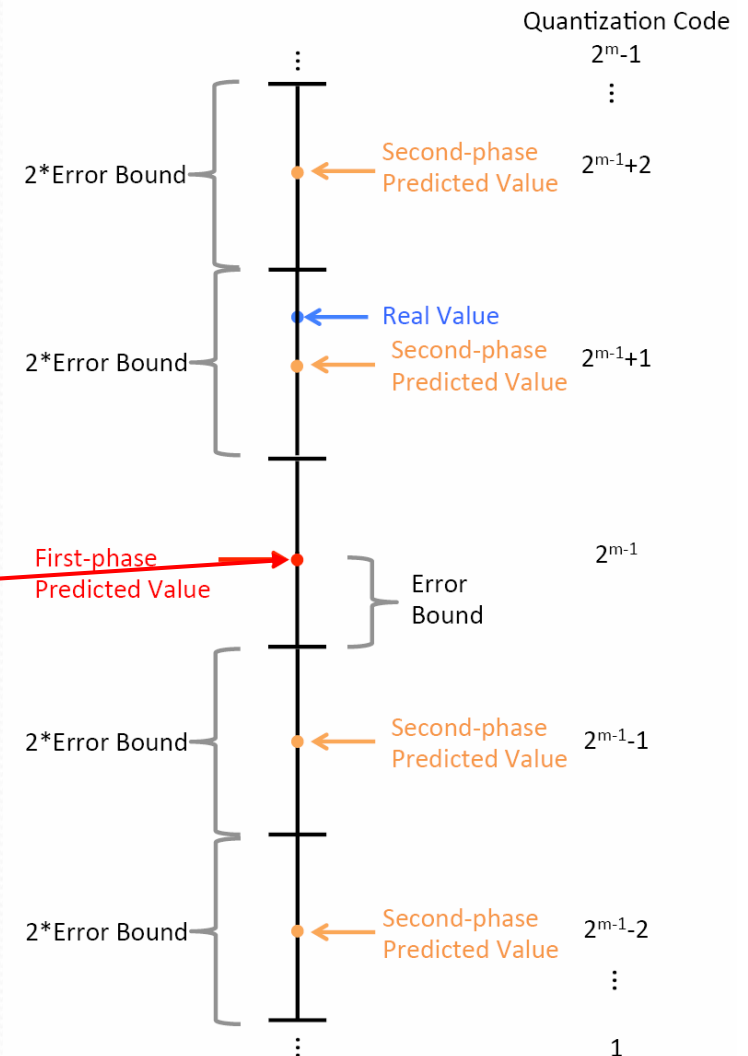 Quantization Code
2ᵐ-1
⋮
⋮
2*Error Bound
Second-phase
Predicted Value
2ᵐ⁻¹+2
Real Value
2*Error Bound
Second-phase
Predicted Value
2ᵐ⁻¹+1
First-phase
Predicted Value
2ᵐ⁻¹
Error
Bound
2*Error Bound
Second-phase
Predicted Value
2ᵐ⁻¹-1
2*Error Bound
Second-phase
Predicted Value
2ᵐ⁻¹-2
⋮
⋮
1